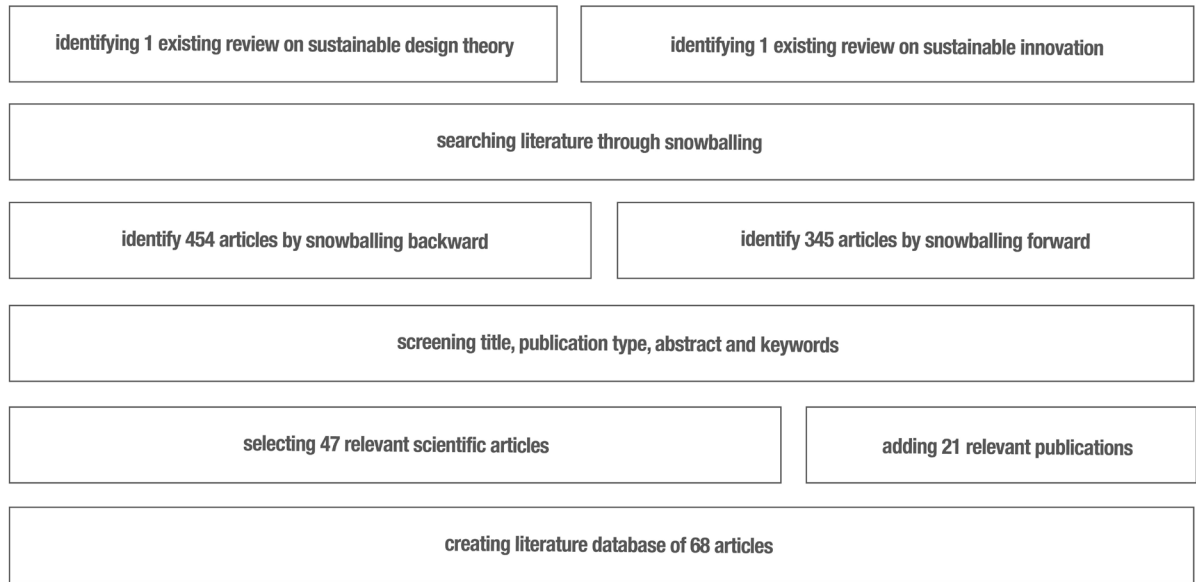 identifying 1 existing review on sustainable design theory
identifying 1 existing review on sustainable innovation
searching literature through snowballing
identify 454 articles by snowballing backward
identify 345 articles by snowballing forward
screening title, publication type, abstract and keywords
selecting 47 relevant scientific articles
adding 21 relevant publications
creating literature database of 68 articles